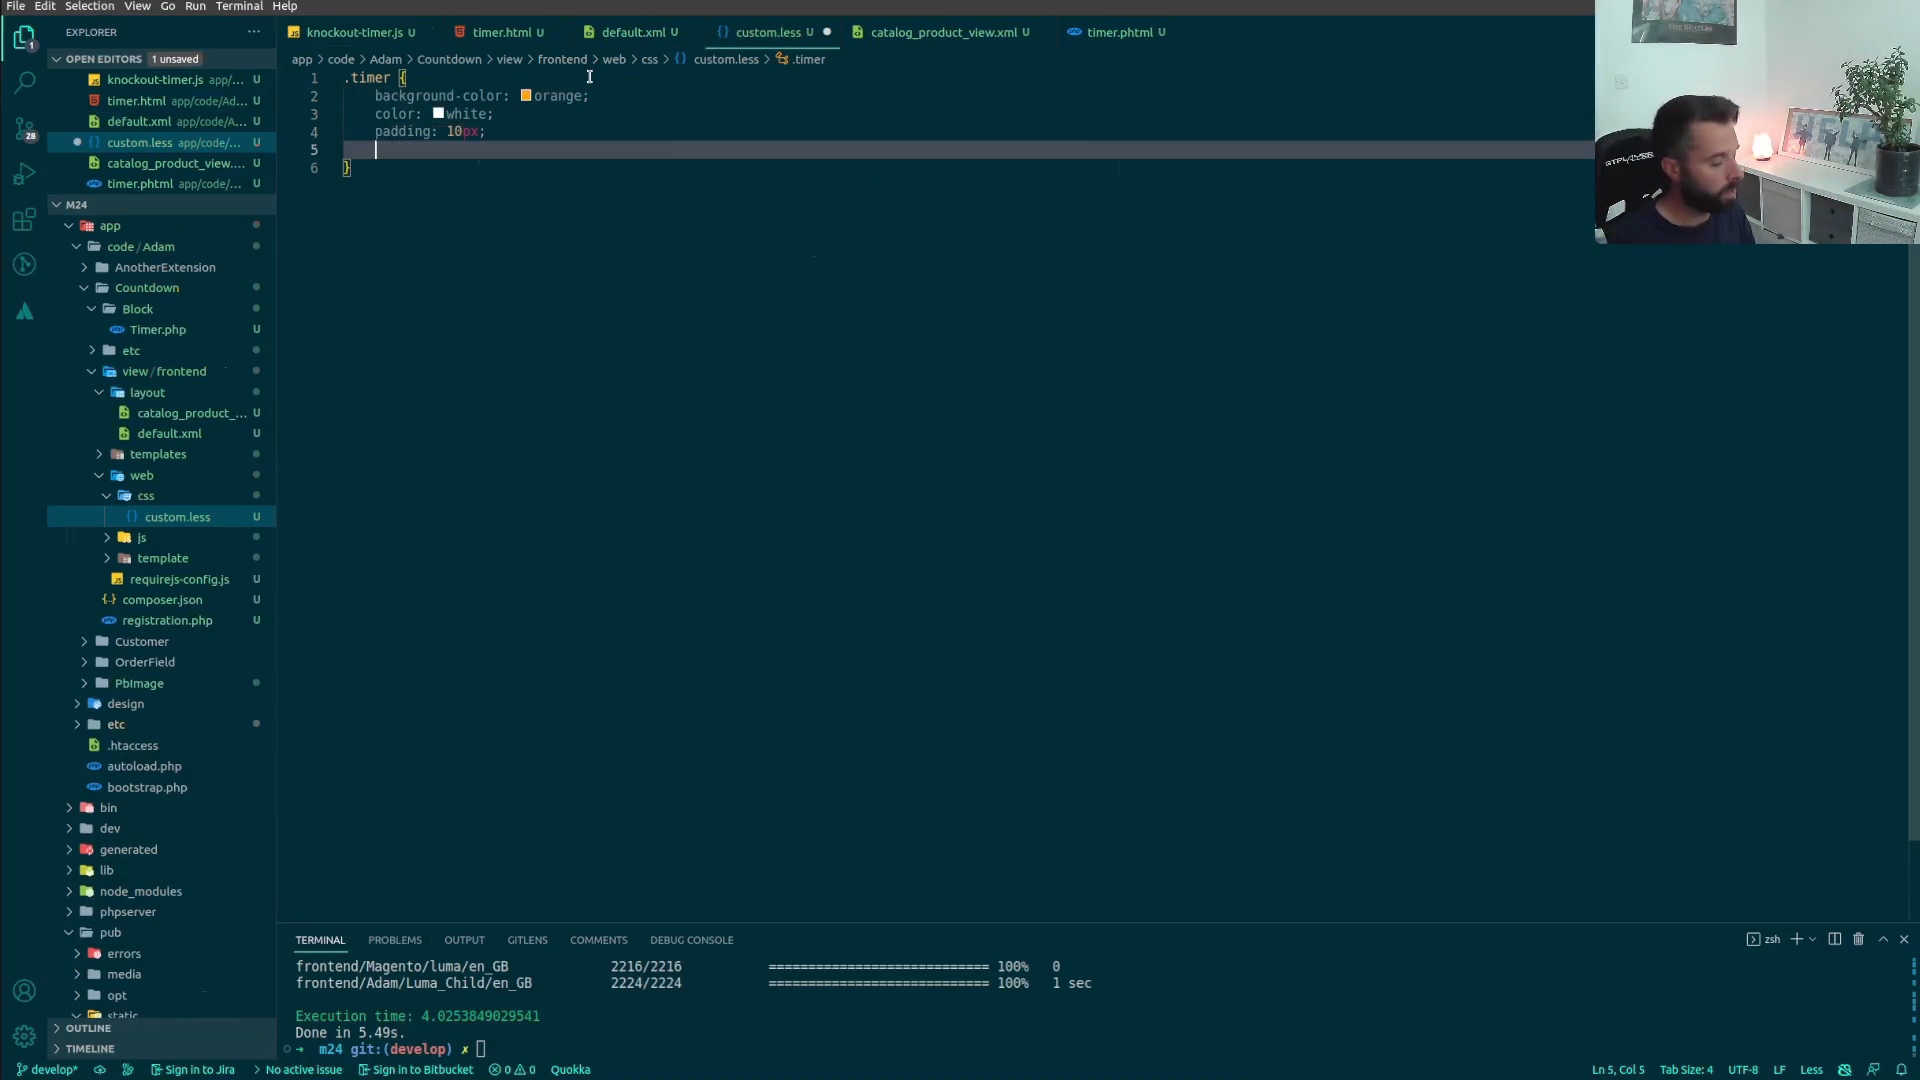 File Edit Selection View Go Run Terminal Help
EXPLORER
knockout-timer.js U
timer.html U
default.xml U
custom.less U
catalog_product_view.xml U
timer.phtml U
OPEN EDITORS 1 unsaved
app > code > Adam > Countdown > view > frontend > web > css > custom.less > .timer
knockout-timer.js app/... U
timer.html app/code/Ad... U
default.xml app/code/A... U
custom.less app/code/... U
catalog_product_view.... U
timer.phtml app/code/... U
1 .timer {
2 background-color: orange;
3 color: white;
4 padding: 10px;
5
6 }
M24
app
code / Adam
AnotherExtension
Countdown
Block
Timer.php U
etc
view / frontend
layout
catalog_product_... U
default.xml U
templates
web
css
custom.less U
js
template
requirejs-config.js U
composer.json U
registration.php U
Customer
OrderField
PbImage
design
etc
.htaccess
autoload.php
bootstrap.php
bin
dev
generated
lib
node_modules
phpserver
pub
errors
media
opt
static
OUTLINE
TIMELINE
1
28
THE BEATLES
GTPLAYER
HELP
TERMINAL PROBLEMS OUTPUT GITLENS COMMENTS DEBUG CONSOLE
zsh
frontend/Magento/luma/en_GB 2216/2216 ============================ 100% 0
frontend/Adam/Luma_Child/en_GB 2224/2224 ============================ 100% 1 sec
Execution time: 4.0253849029541
Done in 5.49s.
→ m24 git:(develop) ✗
develop* Sign in to Jira > No active issue Sign in to Bitbucket 0 0 Quokka
Ln 5, Col 5 Tab Size: 4 UTF-8 LF Less